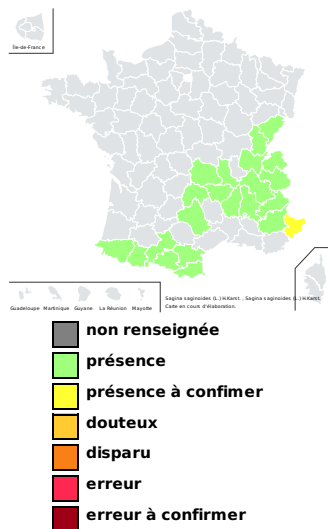 Île-de-France
Guadeloupe Martinique Guyane La Réunion Mayotte
Sagina saginoides (L.) H.Karst. , Sagina saginoides (L.) H.Karst.
Carte en cours d'élaboration.
non renseignée
présence
présence à confimer
douteux
disparu
erreur
erreur à confirmer